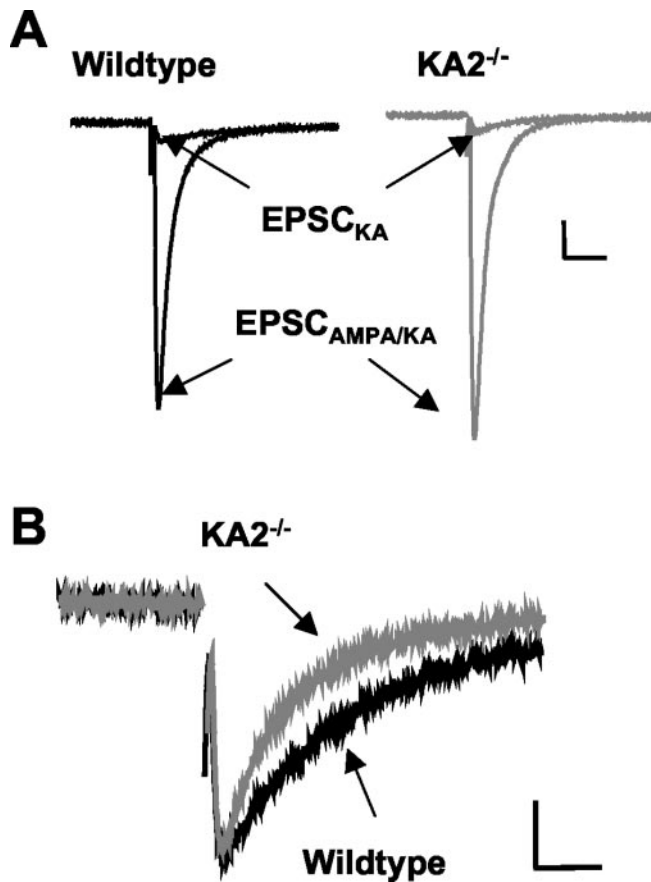 A
Wildtype
KA2-/-
EPSCKA
EPSCAMPA/KA
B
KA2-/-
Wildtype